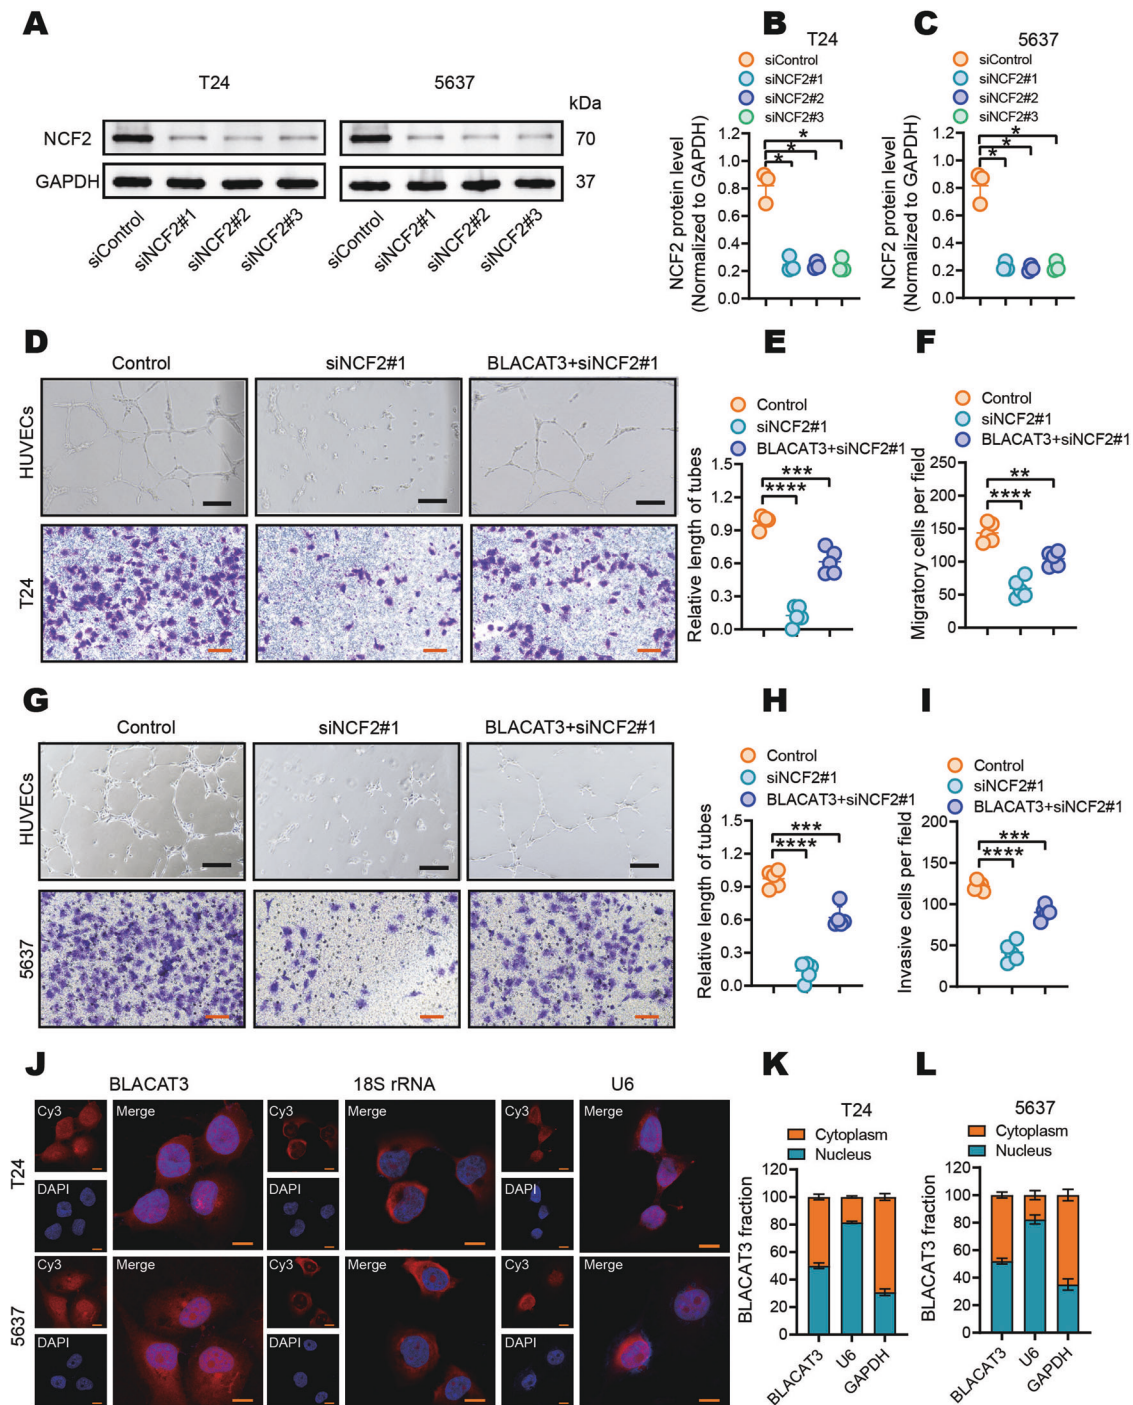 A
T24
5637
kDa
NCF2
70
GAPDH
37
siControl
siNCF2#1
siNCF2#2
siNCF2#3
siControl
siNCF2#1
siNCF2#2
siNCF2#3
B
T24
siControl
siNCF2#1
siNCF2#2
siNCF2#3
NCF2 protein level
(Normalized to GAPDH)
1.2
1.0
0.8
0.6
0.4
0.2
0.0
*
*
*
C
5637
siControl
siNCF2#1
siNCF2#2
siNCF2#3
NCF2 protein level
(Normalized to GAPDH)
1.2
1.0
0.8
0.6
0.4
0.2
0.0
*
*
*
D
Control
siNCF2#1
BLACAT3+siNCF2#1
HUVECs
T24
E
Control
siNCF2#1
BLACAT3+siNCF2#1
Relative length of tubes
1.5
1.2
0.9
0.6
0.3
0.0
***
****
F
Control
siNCF2#1
BLACAT3+siNCF2#1
Migratory cells per field
250
200
150
100
50
0
**
****
G
Control
siNCF2#1
BLACAT3+siNCF2#1
HUVECs
5637
H
Control
siNCF2#1
BLACAT3+siNCF2#1
Relative length of tubes
1.5
1.2
0.9
0.6
0.3
0.0
***
****
I
Control
siNCF2#1
BLACAT3+siNCF2#1
Invasive cells per field
200
150
100
50
0
***
****
J
BLACAT3
18S rRNA
U6
T24
Cy3
Merge
Cy3
Merge
Cy3
Merge
DAPI
DAPI
DAPI
5637
Cy3
Merge
Cy3
Merge
Cy3
Merge
DAPI
DAPI
DAPI
K
T24
Cytoplasm
Nucleus
BLACAT3 fraction
120
100
80
60
40
20
0
BLACAT3
U6
GAPDH
L
5637
Cytoplasm
Nucleus
BLACAT3 fraction
120
100
80
60
40
20
0
BLACAT3
U6
GAPDH